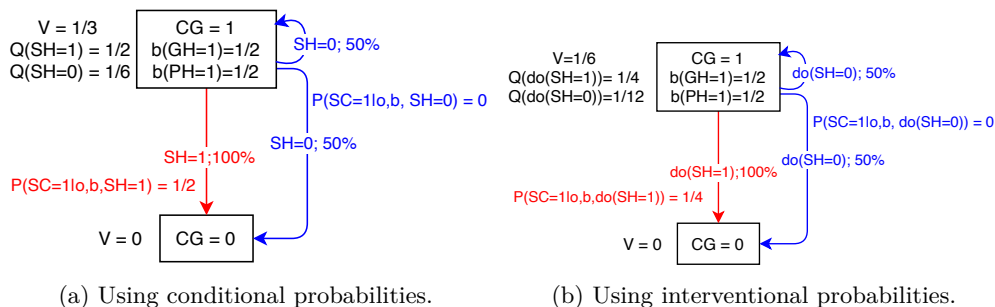 V = 1/3
Q(SH=1) = 1/2
Q(SH=0) = 1/6
CG = 1
b(GH=1)=1/2
b(PH=1)=1/2
SH=0; 50%
P(SC=1lo,b, SH=0) = 0
SH=0; 50%
SH=1;100%
P(SC=1lo,b,SH=1) = 1/2
V = 0
CG = 0
(a) Using conditional probabilities.
V=1/6
Q(do(SH=1))= 1/4
Q(do(SH=0))=1/12
CG = 1
b(GH=1)=1/2
b(PH=1)=1/2
do(SH=0); 50%
P(SC=1lo,b, do(SH=0)) = 0
do(SH=0); 50%
do(SH=1);100%
P(SC=1lo,b,do(SH=1)) = 1/4
V = 0
CG = 0
(b) Using interventional probabilities.